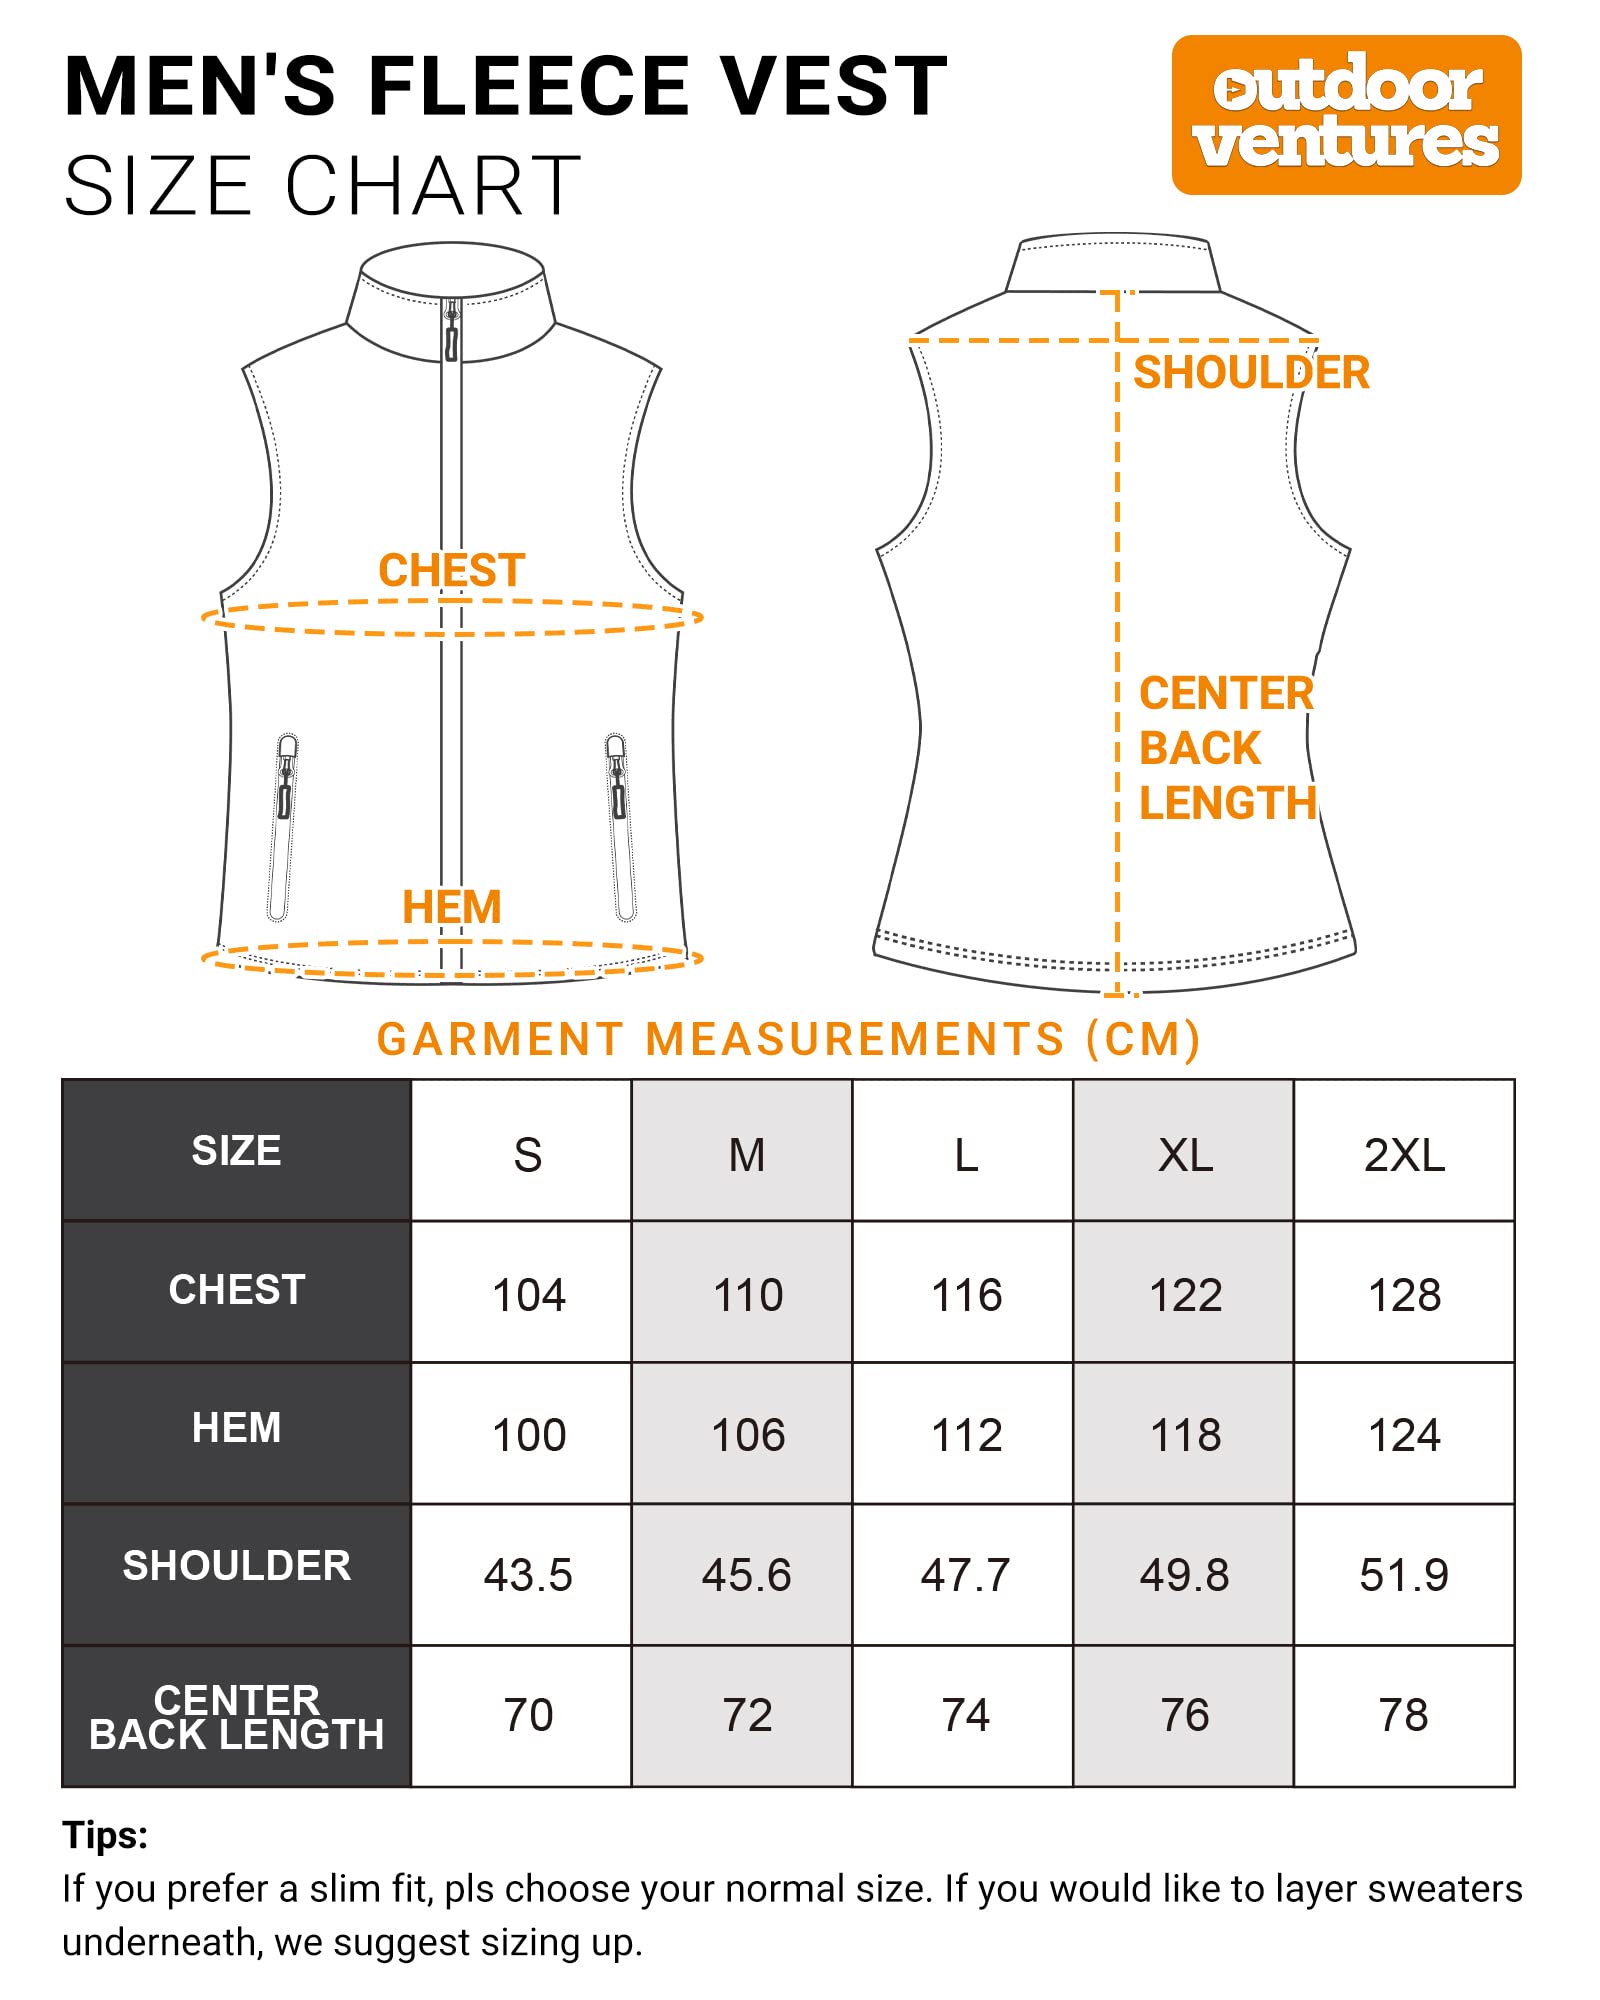 MEN'S FLEECE VEST
SIZE CHART
outdoor
ventures
CHEST
HEM
SHOULDER
CENTER
BACK
LENGTH
GARMENT MEASUREMENTS (CM)
SIZE S M L XL 2XL
CHEST 104 110 116 122 128
HEM 100 106 112 118 124
SHOULDER 43.5 45.6 47.7 49.8 51.9
CENTER
BACK LENGTH 70 72 74 76 78
Tips:
If you prefer a slim fit, pls choose your normal size. If you would like to layer sweaters
underneath, we suggest sizing up.